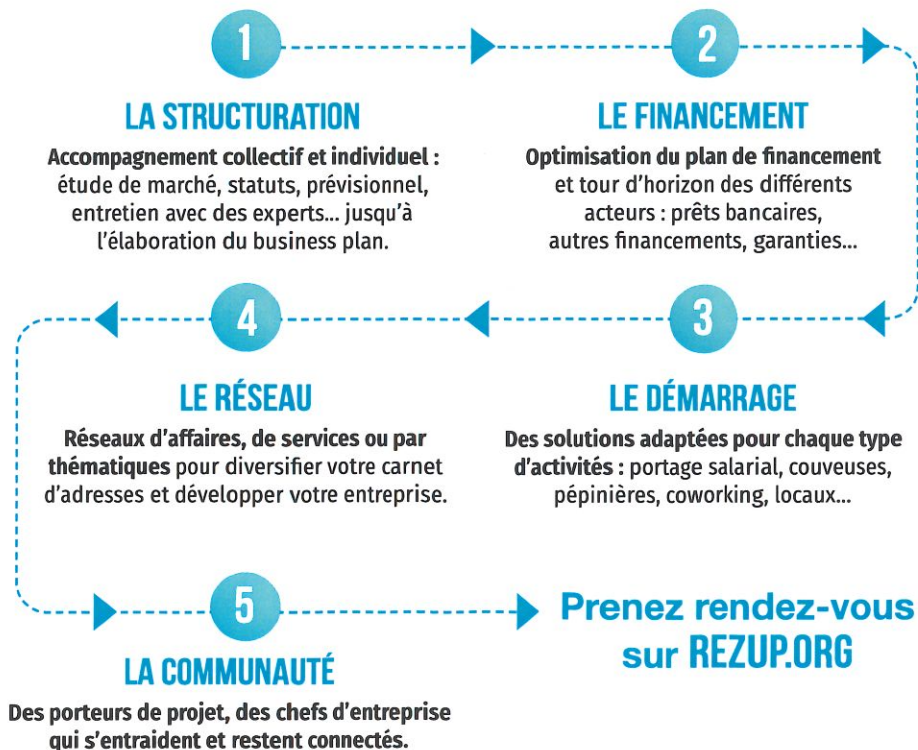 1
LA STRUCTURATION
Accompagnement collectif et individuel :
étude de marché, statuts, prévisionnel,
entretien avec des experts... jusqu'à
l'élaboration du business plan.
2
LE FINANCEMENT
Optimisation du plan de financement
et tour d'horizon des différents
acteurs : prêts bancaires,
autres financements, garanties...
3
LE DÉMARRAGE
Des solutions adaptées pour chaque type
d'activités : portage salarial, couveuses,
pépinières, coworking, locaux...
4
LE RÉSEAU
Réseaux d'affaires, de services ou par
thématiques pour diversifier votre carnet
d'adresses et développer votre entreprise.
5
LA COMMUNAUTÉ
Des porteurs de projet, des chefs d'entreprise
qui s'entraident et restent connectés.
Prenez rendez-vous
sur REZUP.ORG